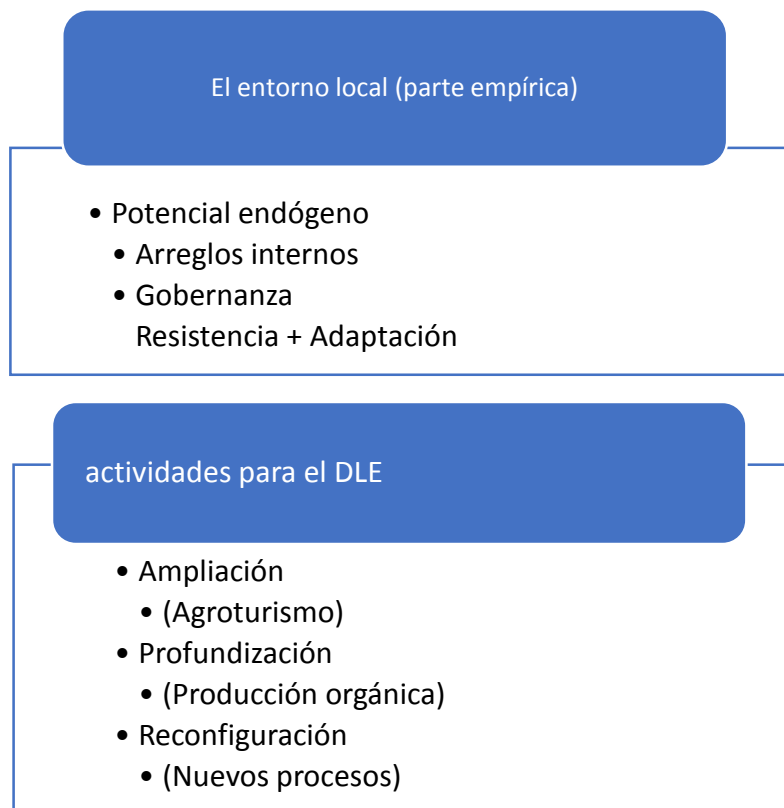 El entorno local (parte empírica)
• Potencial endógeno
• Arreglos internos
• Gobernanza
Resistencia + Adaptación
actividades para el DLE
• Ampliación
• (Agroturismo)
• Profundización
• (Producción orgánica)
• Reconfiguración
• (Nuevos procesos)